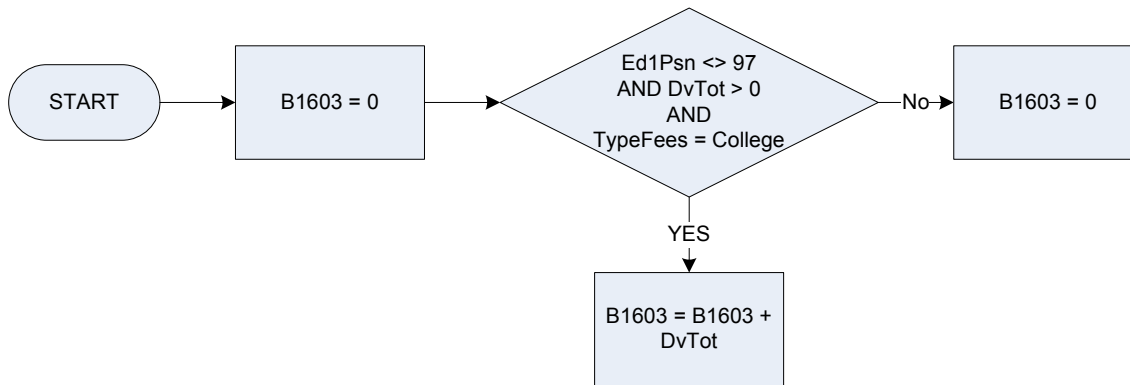 START
B1603 = 0
Ed1Psn <> 97
AND DvTot > 0
AND
TypeFees = College
No
B1603 = 0
YES
B1603 = B1603 +
DvTot